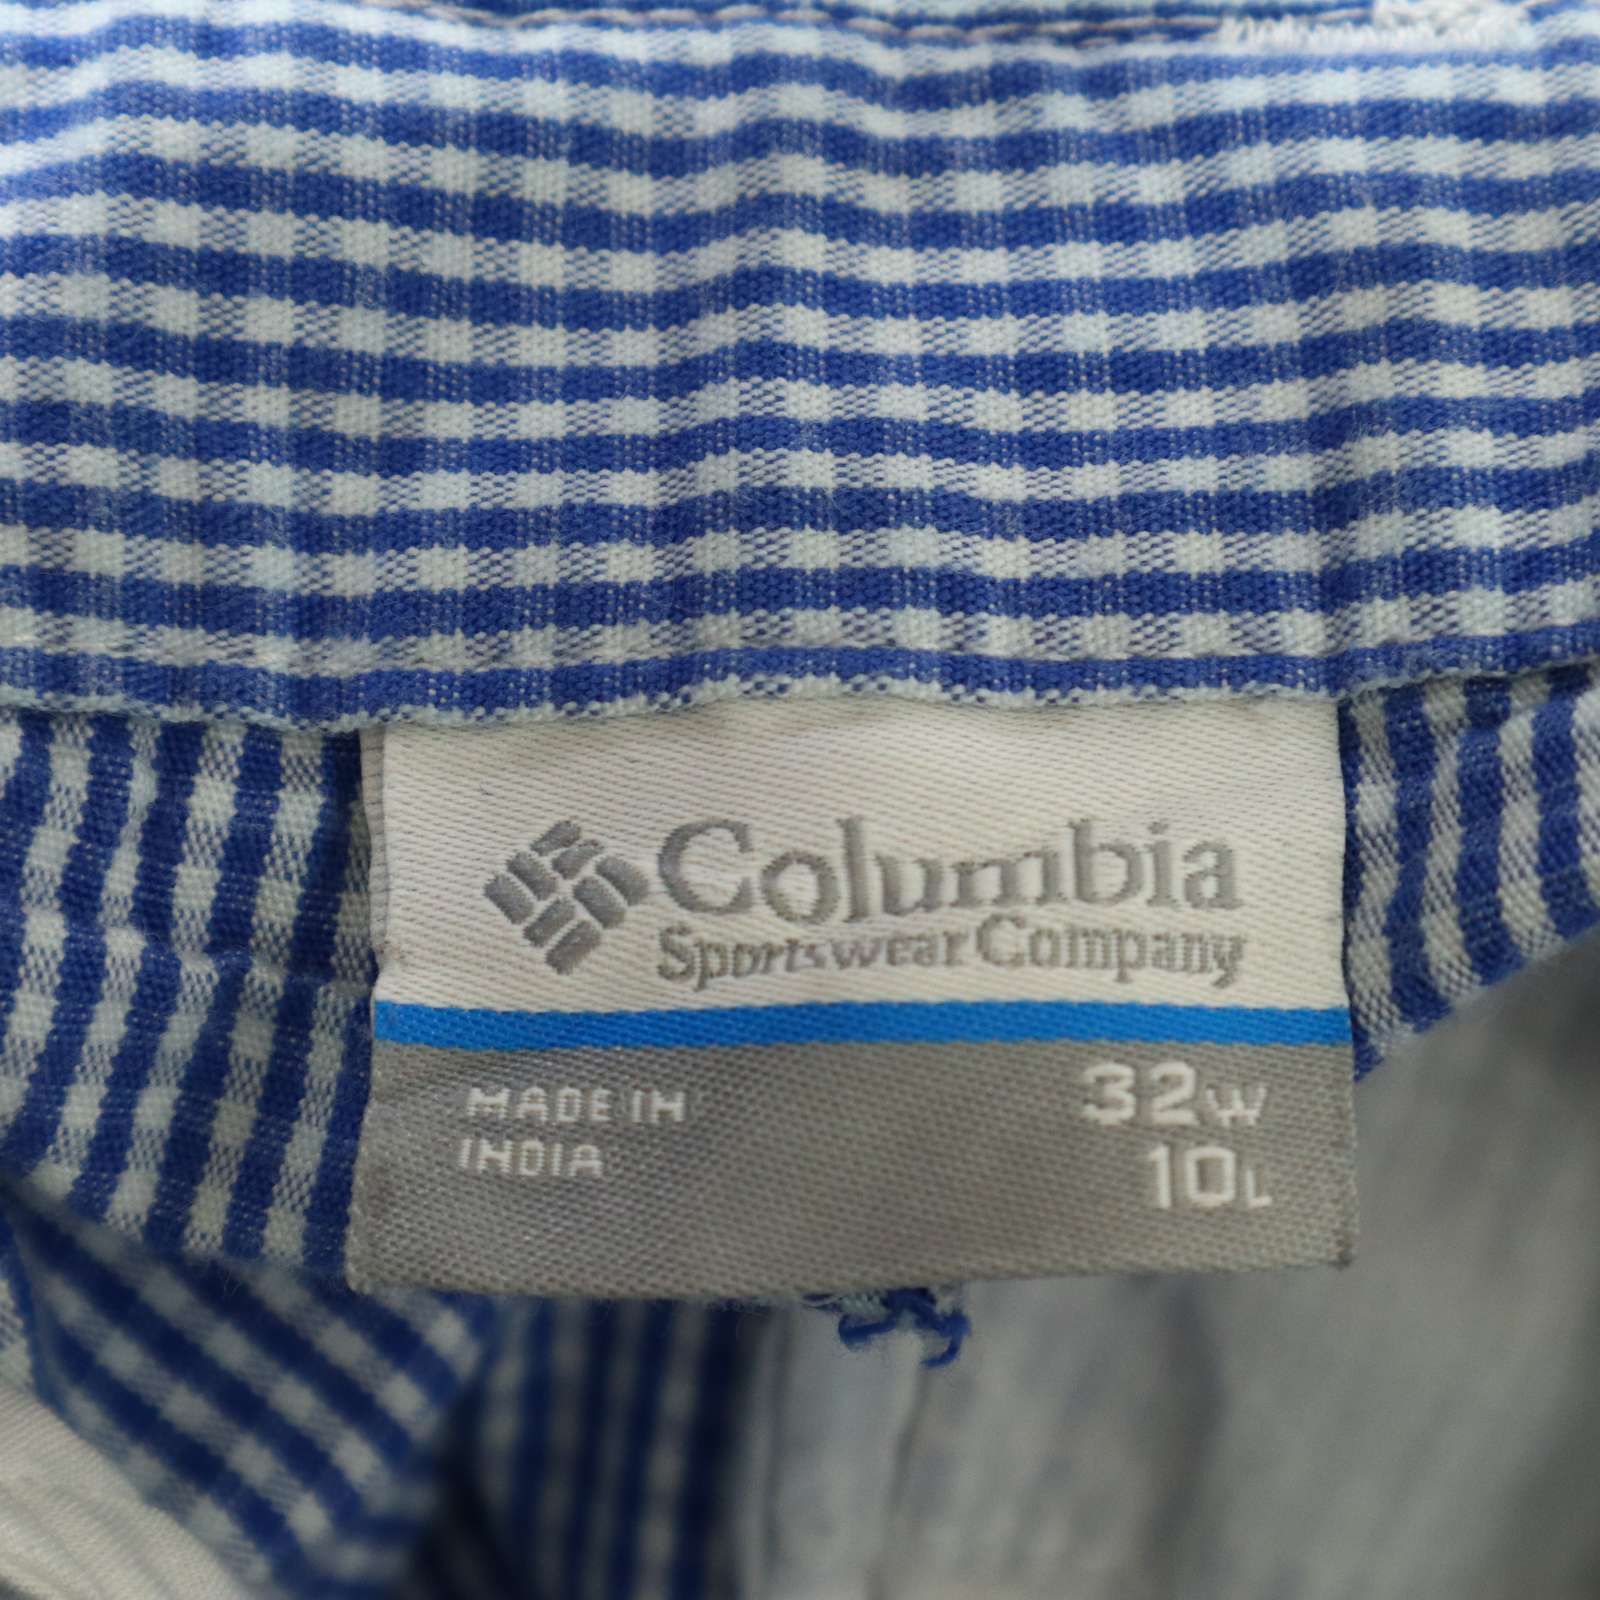 Columbia
Sportswear Company
MADE IN
INDIA
32W
10L